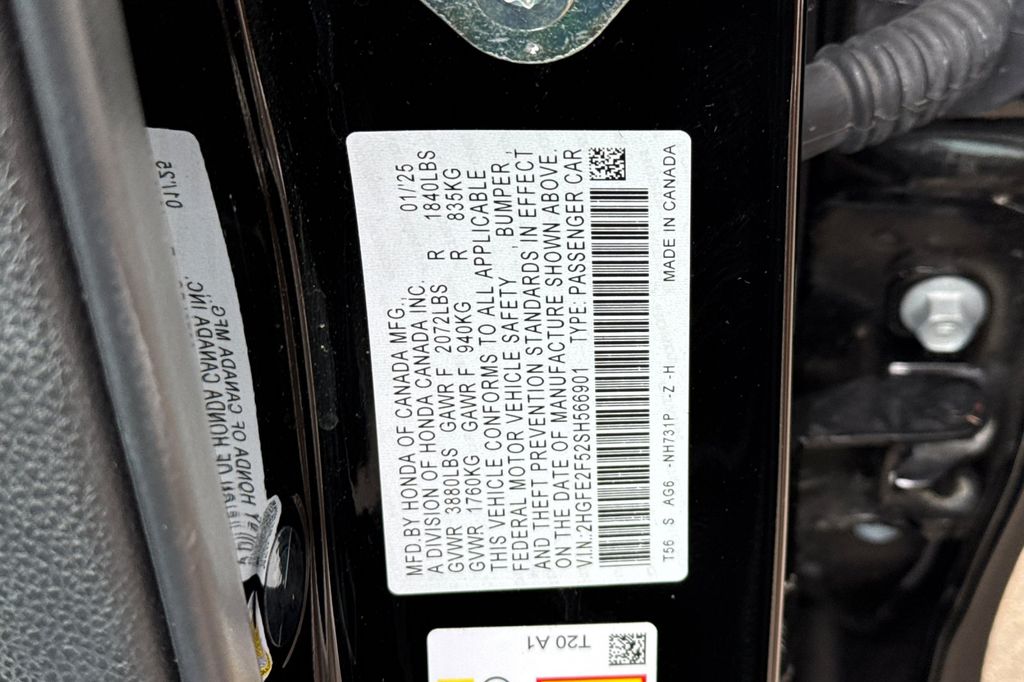 MFD.BY HONDA OF CANADA MFG., 01/'25
A DIVISION OF HONDA CANADA INC.
GVWR 3880LBS GAWR F 2072LBS R 1840LBS
GVWR 1760KG GAWR F 940KG R 835KG
THIS VEHICLE CONFORMS TO ALL APPLICABLE
FEDERAL MOTOR VEHICLE SAFETY , BUMPER ,
AND THEFT PREVENTION STANDARDS IN EFFECT
ON THE DATE OF MANUFACTURE SHOWN ABOVE.
V.I.N.:2HGFE2F52SH566901 TYPE: PASSENGER CAR
T56 S AG6 -NH731P -Z -H MADE IN CANADA
T20 A1